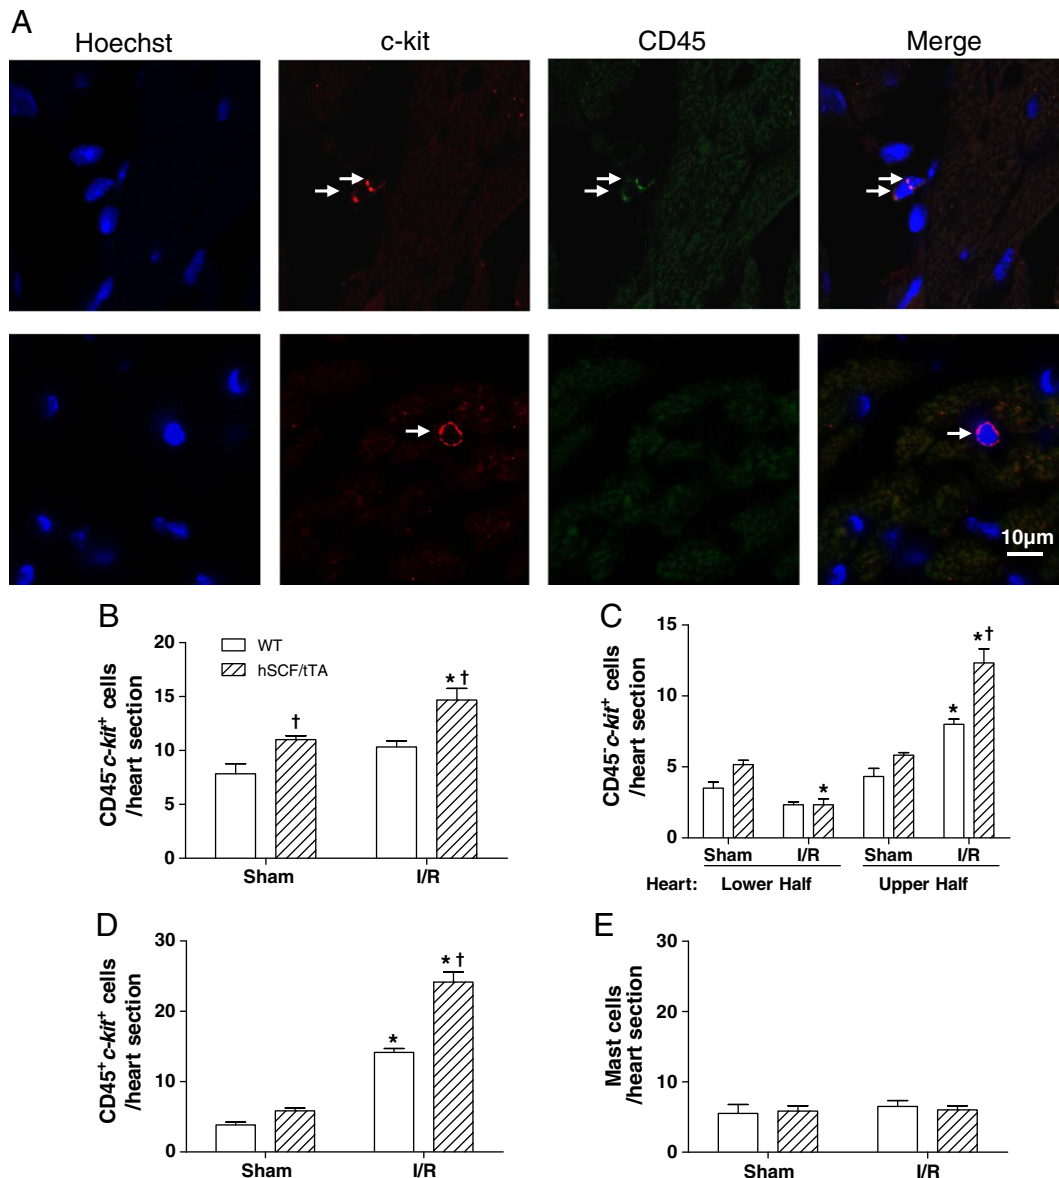 A
Hoechst c-kit CD45 Merge
10µm
B
CD45⁻c-kit⁺ cells
/heart section
20
15
10
5
0
WT
hSCF/tTA
†
* †
Sham I/R
C
CD45⁻c-kit⁺ cells
/heart section
15
10
5
0
*
*
* †
Sham I/R Sham I/R
Heart: Lower Half Upper Half
D
CD45⁺c-kit⁺ cells
/heart section
30
20
10
0
*
* †
Sham I/R
E
Mast cells
/heart section
30
20
10
0
Sham I/R